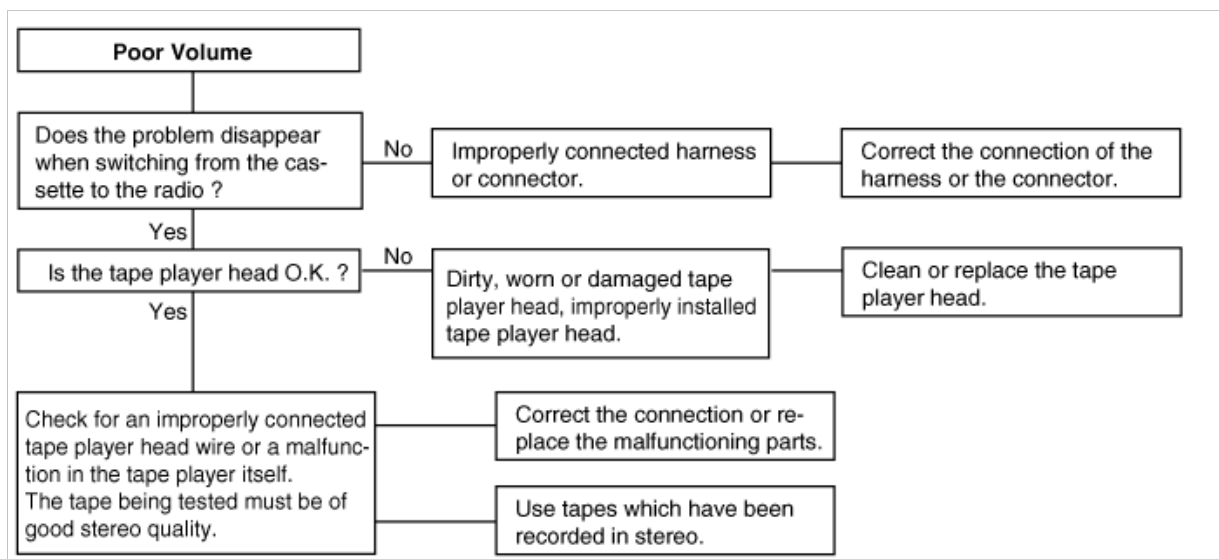 Poor Volume
Does the problem disappear
when switching from the cas-
sette to the radio ?
No
Improperly connected harness
or connector.
Correct the connection of the
harness or the connector.
Yes
Is the tape player head O.K. ?
No
Dirty, worn or damaged tape
player head, improperly installed
tape player head.
Clean or replace the tape
player head.
Yes
Check for an improperly connected
tape player head wire or a malfunc-
tion in the tape player itself.
The tape being tested must be of
good stereo quality.
Correct the connection or re-
place the malfunctioning parts.
Use tapes which have been
recorded in stereo.